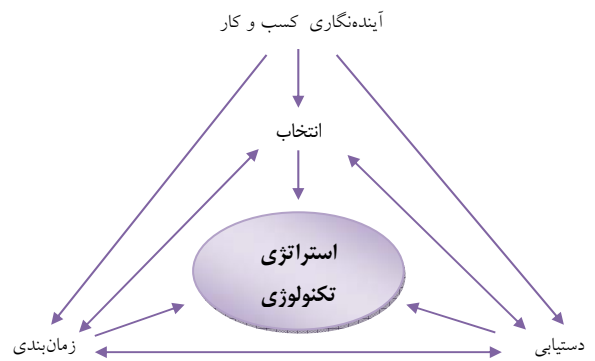 آینده‌نگاری کسب و کار
انتخاب
استراتژی
تکنولوژی
دستیابی
زمان‌بندی